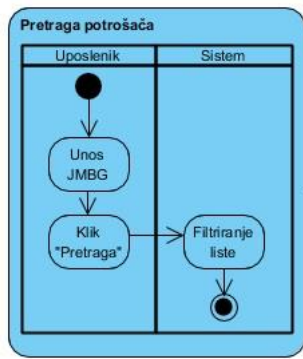 Pretraga potrošača
Uposlenik
Sistem
Unos
JMBG
Klik
"Pretraga"
Filtriranje
liste